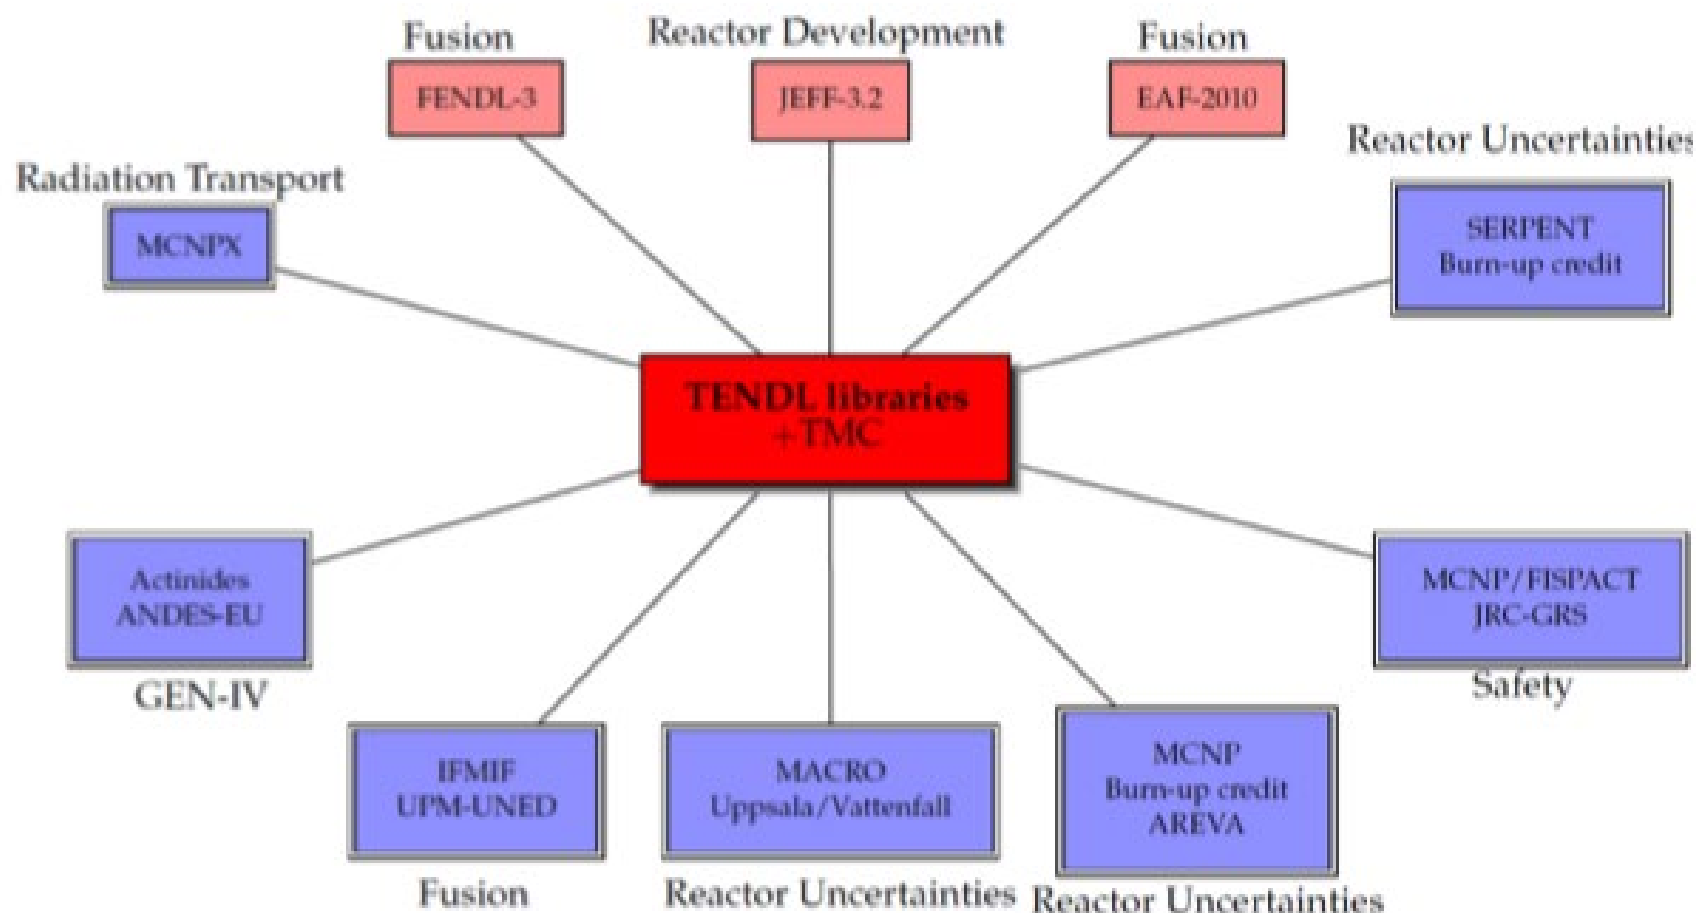 Fusion
Reactor Development
Fusion
FENDL-3
JEFF-3.2
EAF-2010
Reactor Uncertainties
Radiation Transport
MCNPX
SERPENT
Burn-up credit
TENDL libraries
+TMC
Actinides
ANDES-EU
GEN-IV
MCNP/FISPACT
JRC-GRS
Safety
IFMIF
UPM-UNED
Fusion
MACRO
Uppsala/Vattenfall
Reactor Uncertainties
MCNP
Burn-up credit
AREVA
Reactor Uncertainties